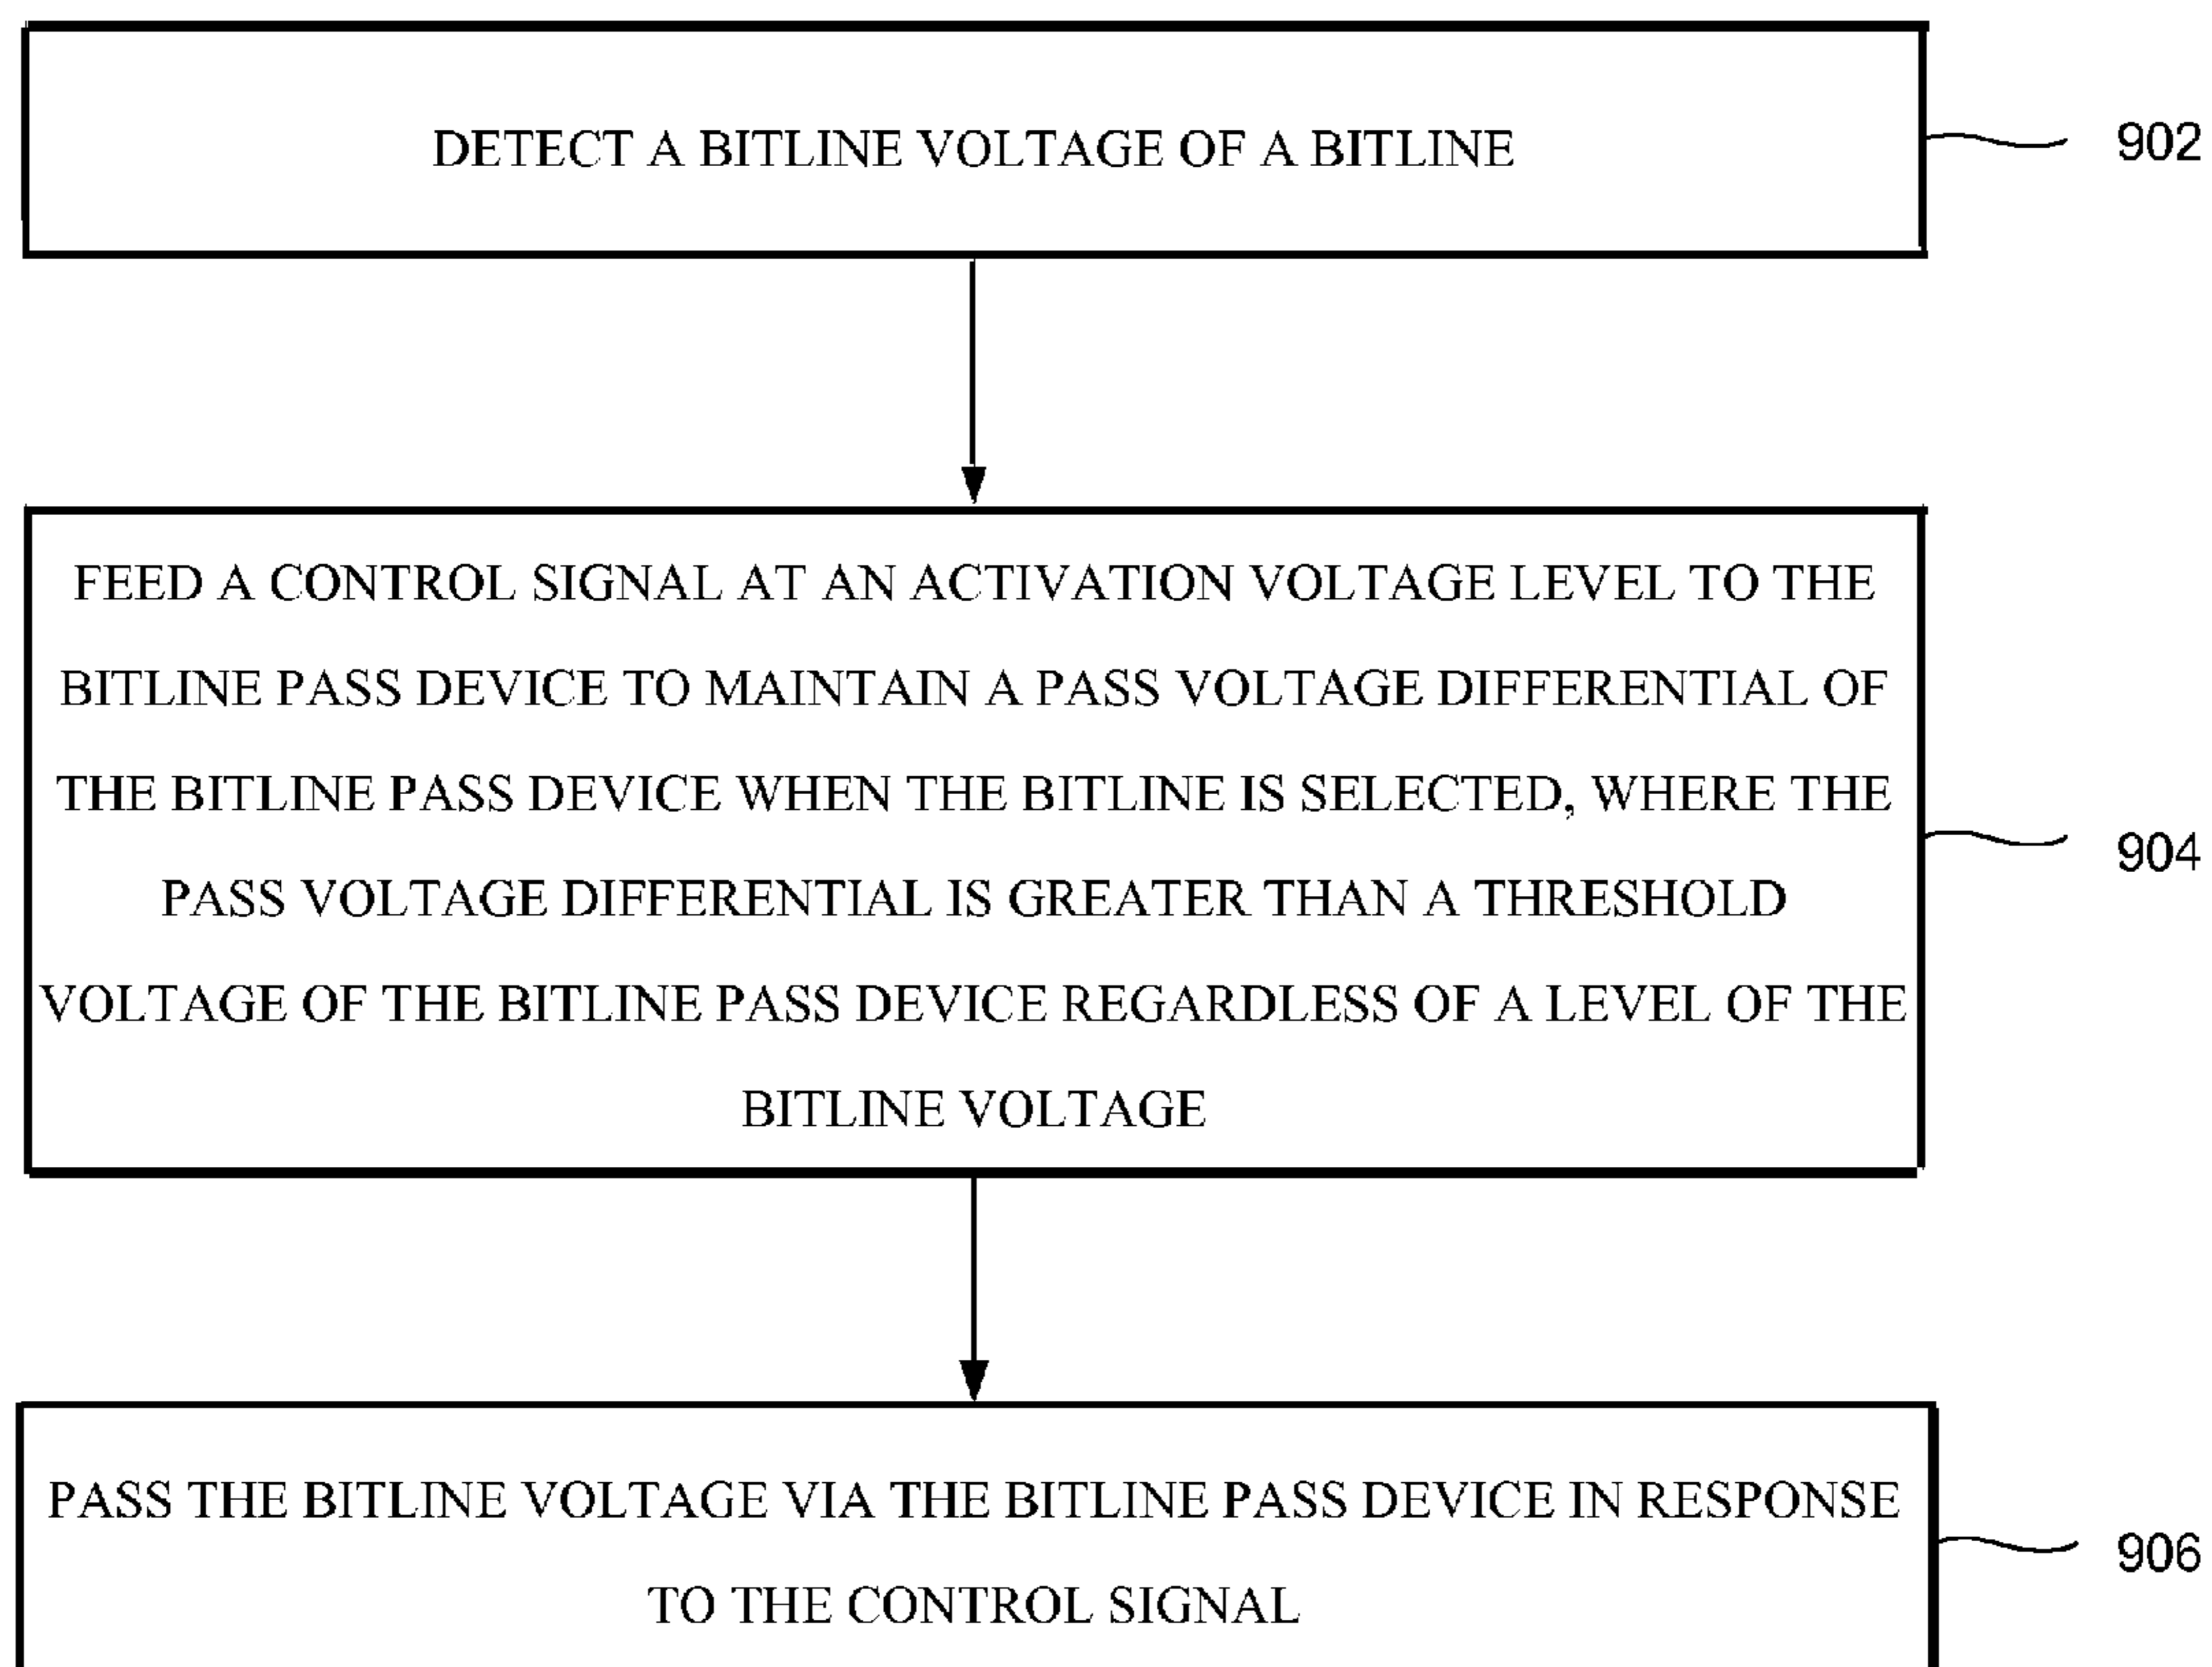 DETECT A BITLINE VOLTAGE OF A BITLINE
902
FEED A CONTROL SIGNAL AT AN ACTIVATION VOLTAGE LEVEL TO THE
BITLINE PASS DEVICE TO MAINTAIN A PASS VOLTAGE DIFFERENTIAL OF
THE BITLINE PASS DEVICE WHEN THE BITLINE IS SELECTED, WHERE THE
PASS VOLTAGE DIFFERENTIAL IS GREATER THAN A THRESHOLD
VOLTAGE OF THE BITLINE PASS DEVICE REGARDLESS OF A LEVEL OF THE
BITLINE VOLTAGE
904
PASS THE BITLINE VOLTAGE VIA THE BITLINE PASS DEVICE IN RESPONSE
TO THE CONTROL SIGNAL
906